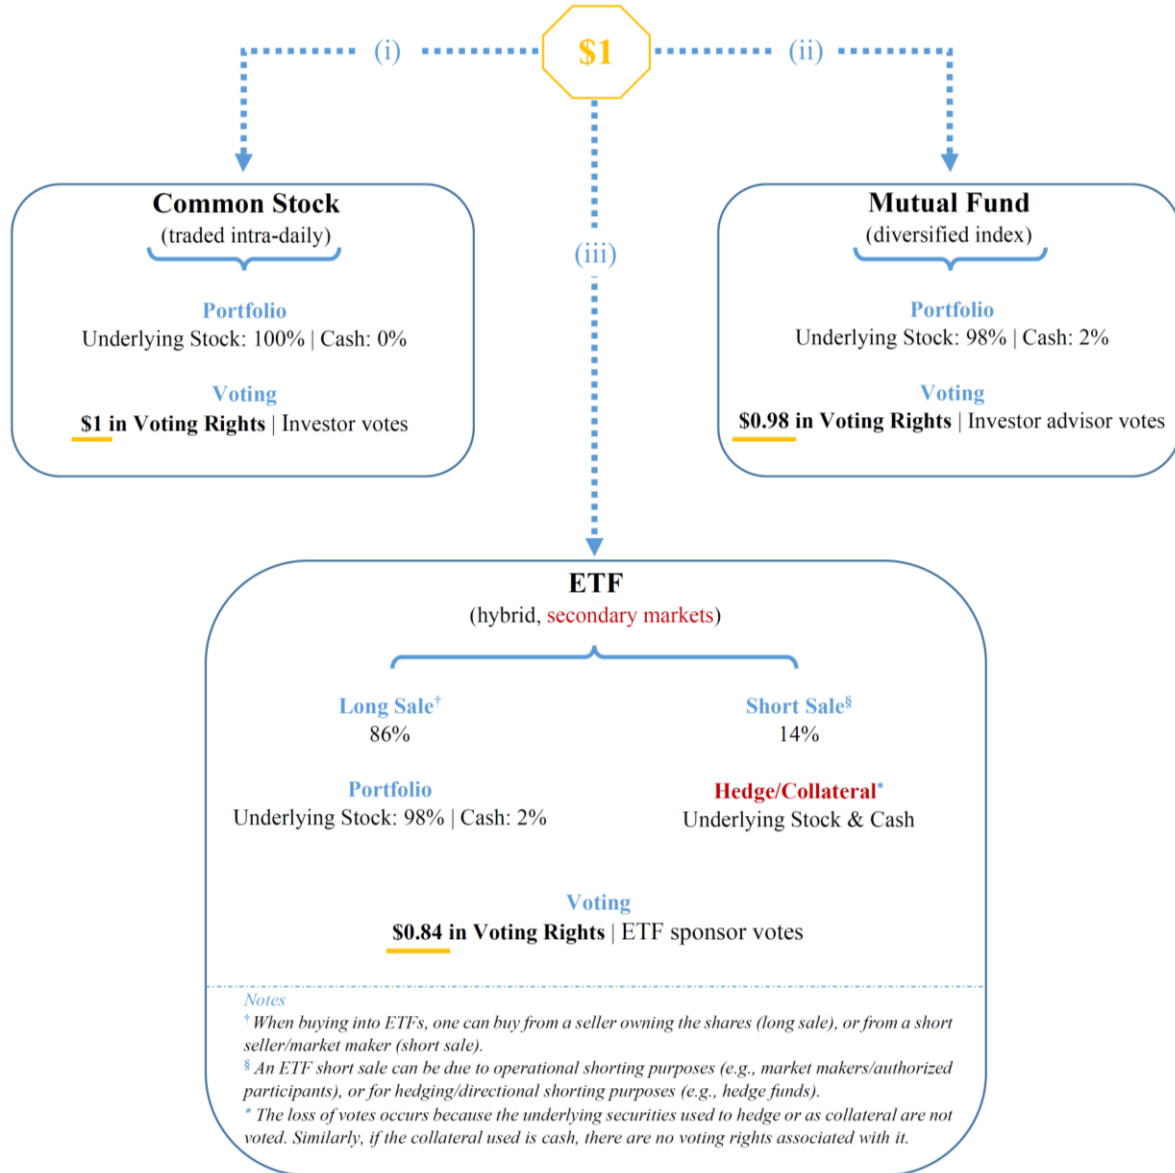 $1
(i)
(ii)
(iii)
Common Stock
(traded intra-daily)
Portfolio
Underlying Stock: 100% | Cash: 0%
Voting
$1 in Voting Rights | Investor votes
Mutual Fund
(diversified index)
Portfolio
Underlying Stock: 98% | Cash: 2%
Voting
$0.98 in Voting Rights | Investor advisor votes
ETF
(hybrid, secondary markets)
Long Sale†
86%
Portfolio
Underlying Stock: 98% | Cash: 2%
Short Sale§
14%
Hedge/Collateral*
Underlying Stock & Cash
Voting
$0.84 in Voting Rights | ETF sponsor votes
Notes
† When buying into ETFs, one can buy from a seller owning the shares (long sale), or from a short
seller/market maker (short sale).
§ An ETF short sale can be due to operational shorting purposes (e.g., market makers/authorized
participants), or for hedging/directional shorting purposes (e.g., hedge funds).
* The loss of votes occurs because the underlying securities used to hedge or as collateral are not
voted. Similarly, if the collateral used is cash, there are no voting rights associated with it.